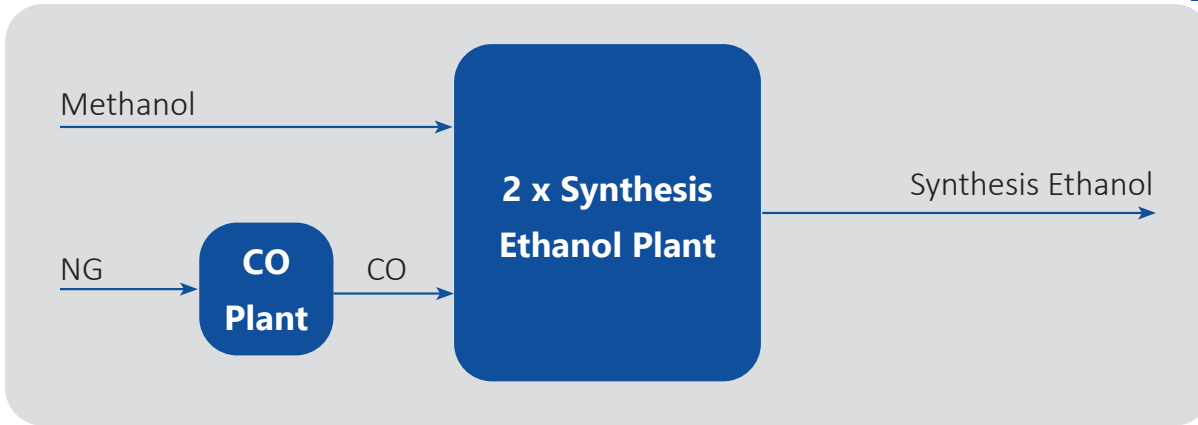 Methanol
2 x Synthesis
Ethanol Plant
Synthesis Ethanol
NG
CO
Plant
CO